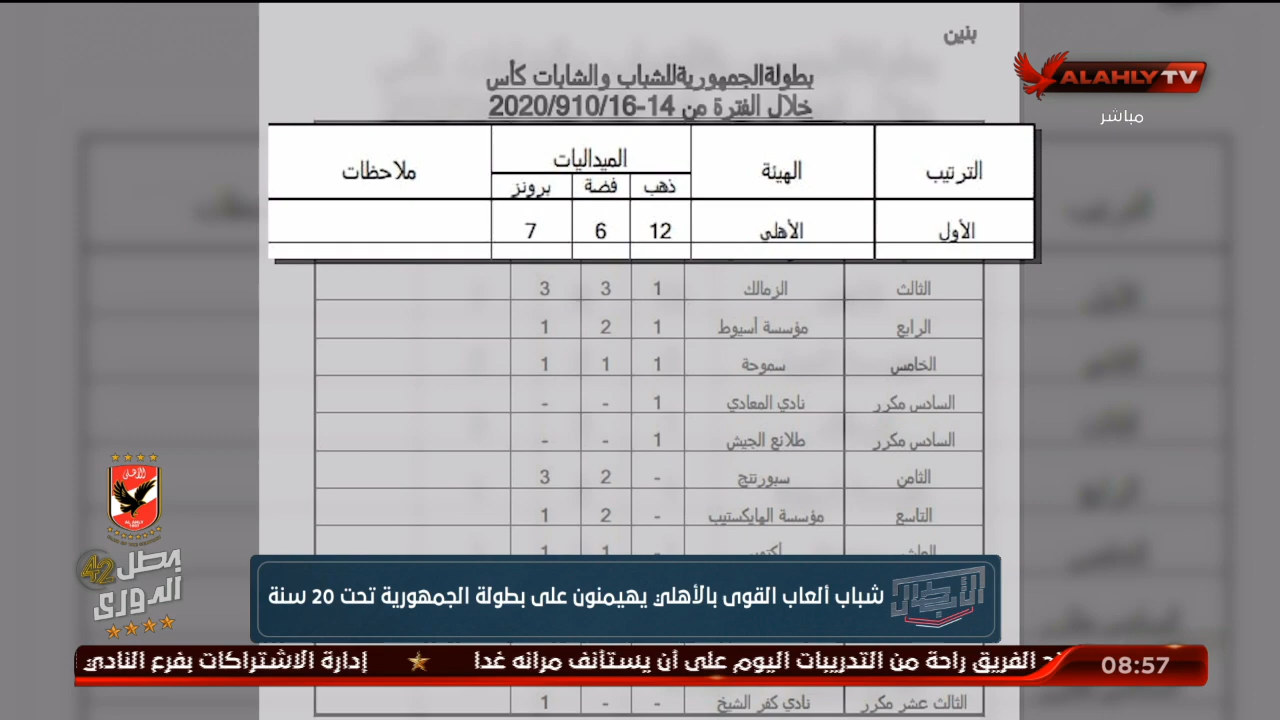 بنين
ALAHLY TV
مباشر
بطولة الجمهورية للشباب والشابات كأس
خلال الفترة من 14-16/910/2020
الترتيب الهيئة الميداليات ملاحظات
ذهب فضة برونز
الأول الأهلى 12 6 7
الثالث الزمالك 1 3 3
الرابع مؤسسة أسيوط 1 2 1
الخامس سموحة 1 1 1
السادس مكرر نادي المعادي 1 - -
السادس مكرر طلائع الجيش 1 - -
الثامن سبورتنج - 2 3
التاسع مؤسسة الهايكستيب - 2 1
الأهلي
بطل 42
الدوري
الأبطال
شباب ألعاب القوى بالأهلي يهيمنون على بطولة الجمهورية تحت 20 سنة
الفريق راحة من التدريبات اليوم على أن يستأنف مرانه غدا إدارة الاشتراكات بفرع النادي
08:57
الثالث عشر مكرر نادي كفر الشيخ - - 1